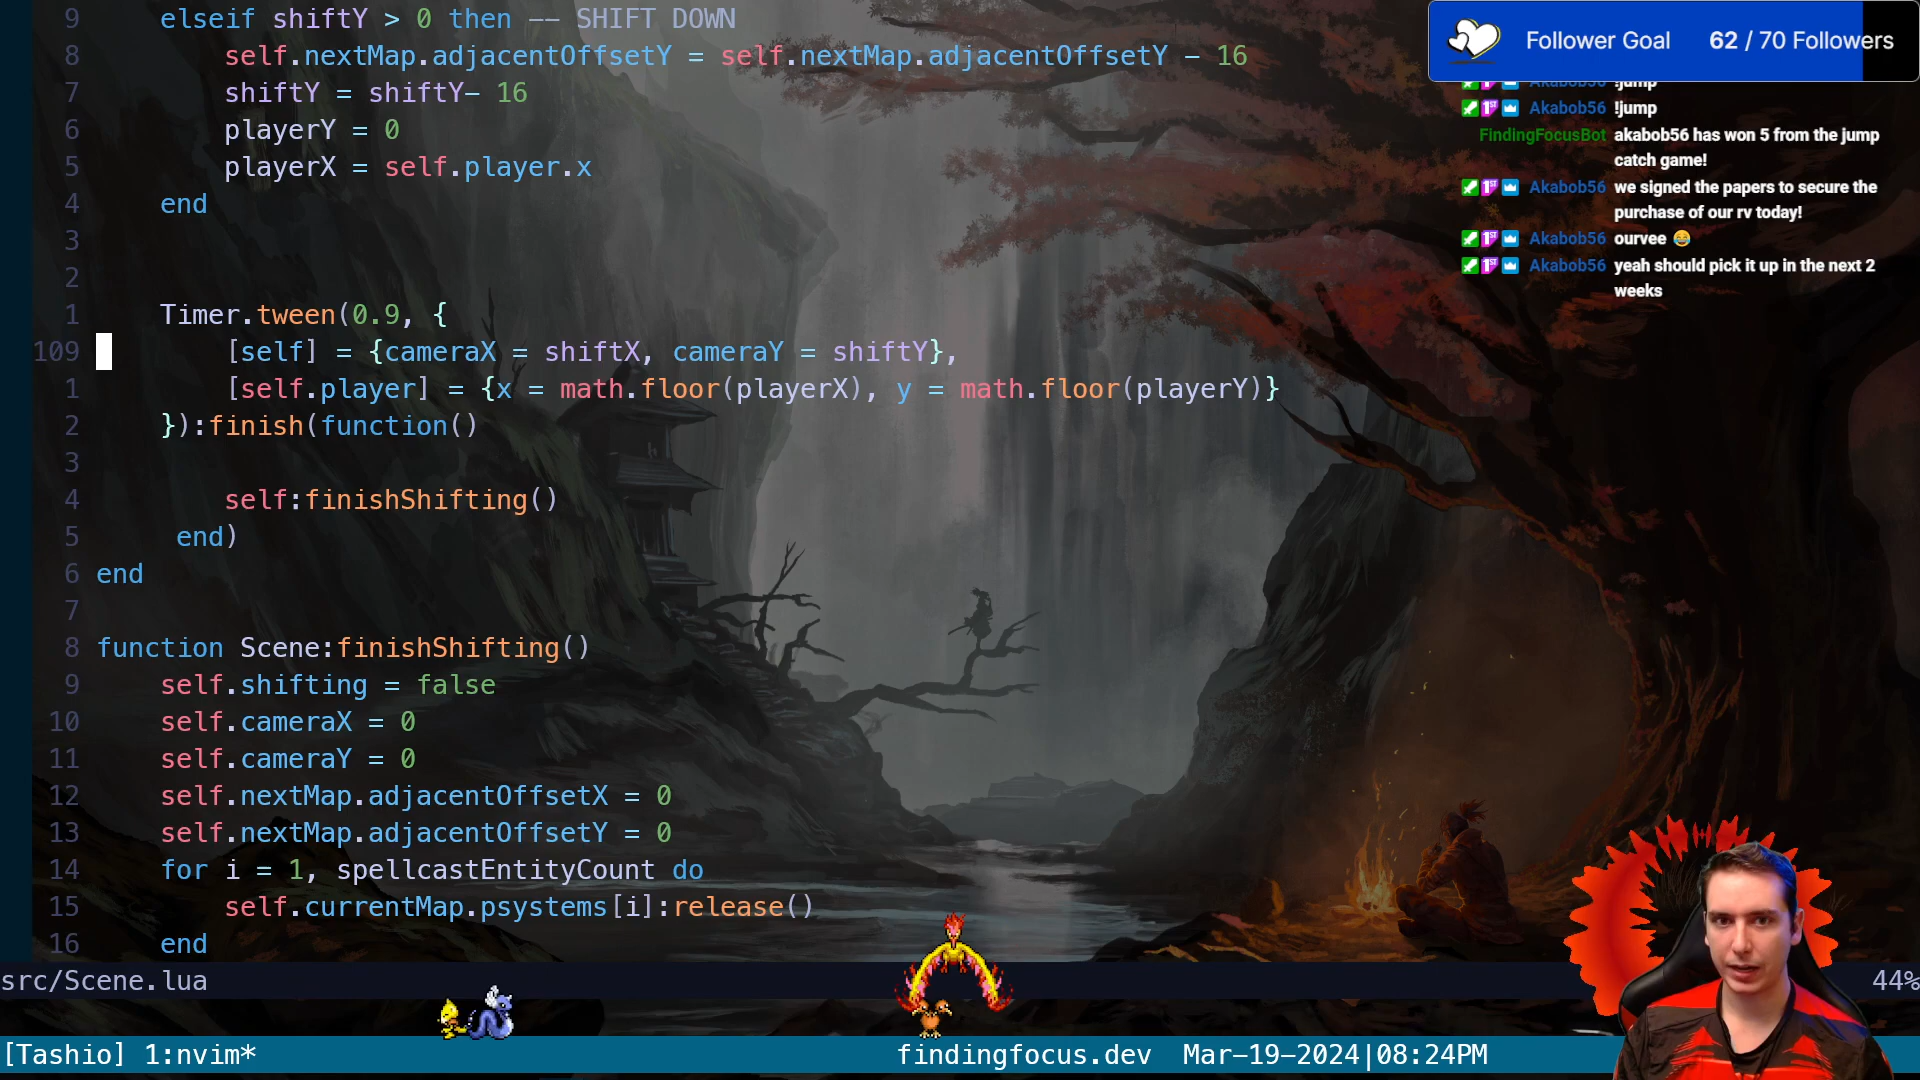 9     elseif shiftY > 0 then -- SHIFT DOWN
8         self.nextMap.adjacentOffsetY = self.nextMap.adjacentOffsetY - 16
7         shiftY = shiftY- 16
6         playerY = 0
5         playerX = self.player.x
4     end
3
2
1     Timer.tween(0.9, {
109         [self] = {cameraX = shiftX, cameraY = shiftY},
1         [self.player] = {x = math.floor(playerX), y = math.floor(playerY)}
2     }):finish(function()
3
4         self:finishShifting()
5      end)
6 end
7
8 function Scene:finishShifting()
9     self.shifting = false
10     self.cameraX = 0
11     self.cameraY = 0
12     self.nextMap.adjacentOffsetX = 0
13     self.nextMap.adjacentOffsetY = 0
14     for i = 1, spellcastEntityCount do
15         self.currentMap.psystems[i]:release()
16     end
src/Scene.lua 44%
[Tashio] 1:nvim* findingfocus.dev Mar-19-2024|08:24PM
Follower Goal 62 / 70 Followers
Akabob56 !jump
Akabob56 !jump
FindingFocusBot akabob56 has won 5 from the jump
catch game!
Akabob56 we signed the papers to secure the
purchase of our rv today!
Akabob56 ourvee 😂
Akabob56 yeah should pick it up in the next 2
weeks